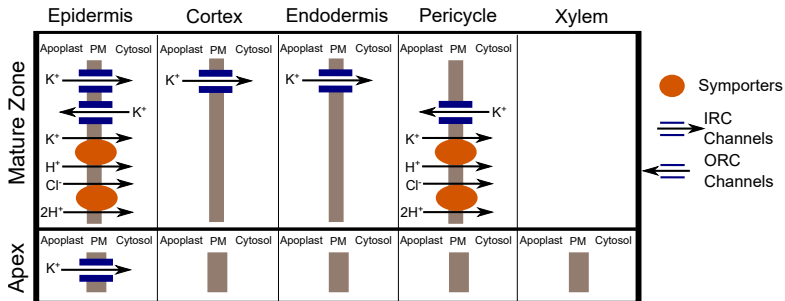 Epidermis Cortex Endodermis Pericycle Xylem
Mature Zone
Apoplast PM Cytosol Apoplast PM Cytosol Apoplast PM Cytosol Apoplast PM Cytosol
K⁺ K⁺ K⁺
K⁺ K⁺
K⁺ K⁺
H⁺ H⁺
Cl⁻ Cl⁻
2H⁺ 2H⁺
Apex
Apoplast PM Cytosol Apoplast PM Cytosol Apoplast PM Cytosol Apoplast PM Cytosol Apoplast PM Cytosol
K⁺
Symporters
IRC
Channels
ORC
Channels